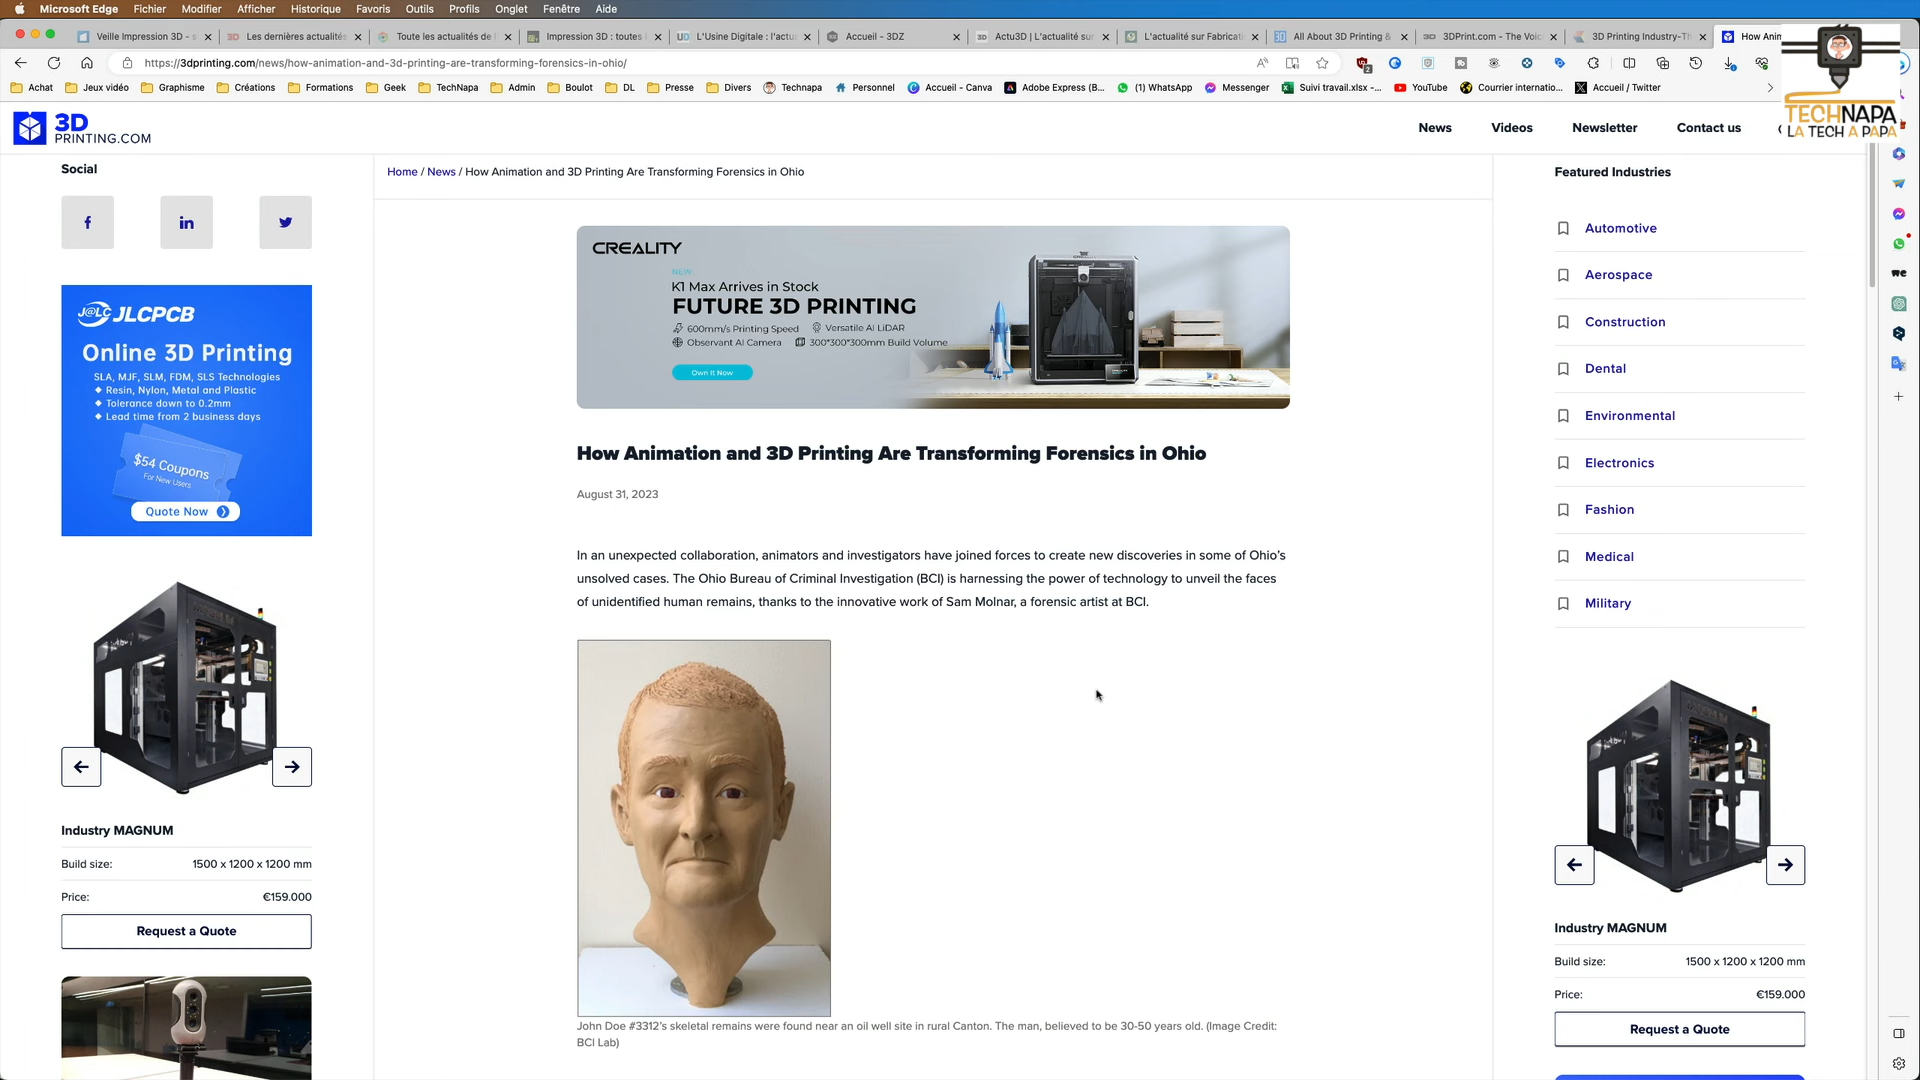 Microsoft Edge Fichier Modifier Afficher Historique Favoris Outils Profils Onglet Fenêtre Aide
Veille Impression 3D - s
Les dernières actualités
Toute les actualités de l'
Impression 3D : toutes l
L'Usine Digitale : l'actu
Accueil - 3DZ
Actu3D | L'actualité sur
L'actualité sur Fabricati
All About 3D Printing &
3DPrint.com - The Voic
3D Printing Industry-Th
How Anim
https://3dprinting.com/news/how-animation-and-3d-printing-are-transforming-forensics-in-ohio/
Achat Jeux vidéo Graphisme Créations Formations Geek TechNapa Admin Boulot DL Presse Divers Technapa Personnel Accueil - Canva Adobe Express (B... (1) WhatsApp Messenger Suivi travail.xlsx -... YouTube Courrier internatio... Accueil / Twitter
TECHNAPA
LA TECH A PAPA
3D
PRINTING.COM
News Videos Newsletter Contact us
Social
Home / News / How Animation and 3D Printing Are Transforming Forensics in Ohio
Featured Industries
f in
JLCPCB
Online 3D Printing
SLA, MJF, SLM, FDM, SLS Technologies
Resin, Nylon, Metal and Plastic
Tolerance down to 0.2mm
Lead time from 2 business days
$54 Coupons
For New Users
Quote Now
Industry MAGNUM
Build size: 1500 x 1200 x 1200 mm
Price: €159.000
Request a Quote
CREALITY
NEW
K1 Max Arrives in Stock
FUTURE 3D PRINTING
600mm/s Printing Speed Versatile AI LiDAR
Observant AI Camera 300*300*300mm Build Volume
Own It Now
How Animation and 3D Printing Are Transforming Forensics in Ohio
August 31, 2023
In an unexpected collaboration, animators and investigators have joined forces to create new discoveries in some of Ohio's
unsolved cases. The Ohio Bureau of Criminal Investigation (BCI) is harnessing the power of technology to unveil the faces
of unidentified human remains, thanks to the innovative work of Sam Molnar, a forensic artist at BCI.
John Doe #3312's skeletal remains were found near an oil well site in rural Canton. The man, believed to be 30-50 years old. (Image Credit:
BCI Lab)
Automotive
Aerospace
Construction
Dental
Environmental
Electronics
Fashion
Medical
Military
Industry MAGNUM
Build size: 1500 x 1200 x 1200 mm
Price: €159.000
Request a Quote